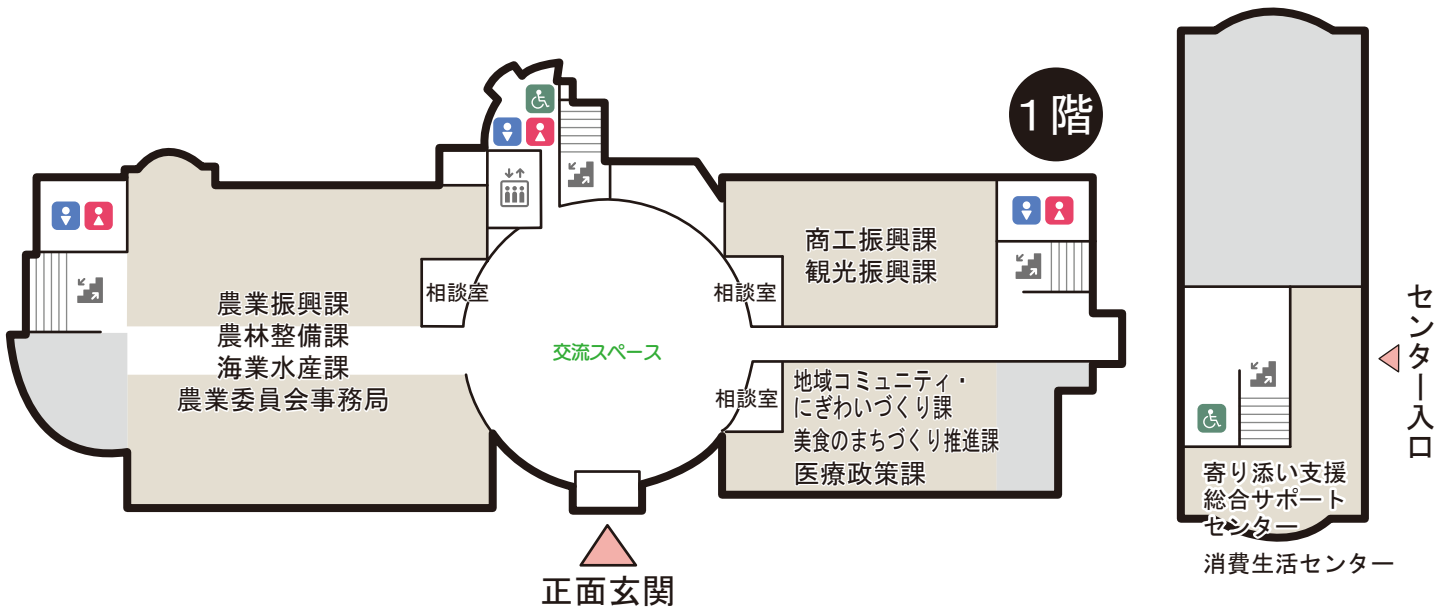 1階
農業振興課
農林整備課
海業水産課
農業委員会事務局
相談室
相談室
相談室
交流スペース
商工振興課
観光振興課
地域コミュニティ・
にぎわいづくり課
美食のまちづくり推進課
医療政策課
正面玄関
センター入口
寄り添い支援
総合サポート
センター
消費生活センター